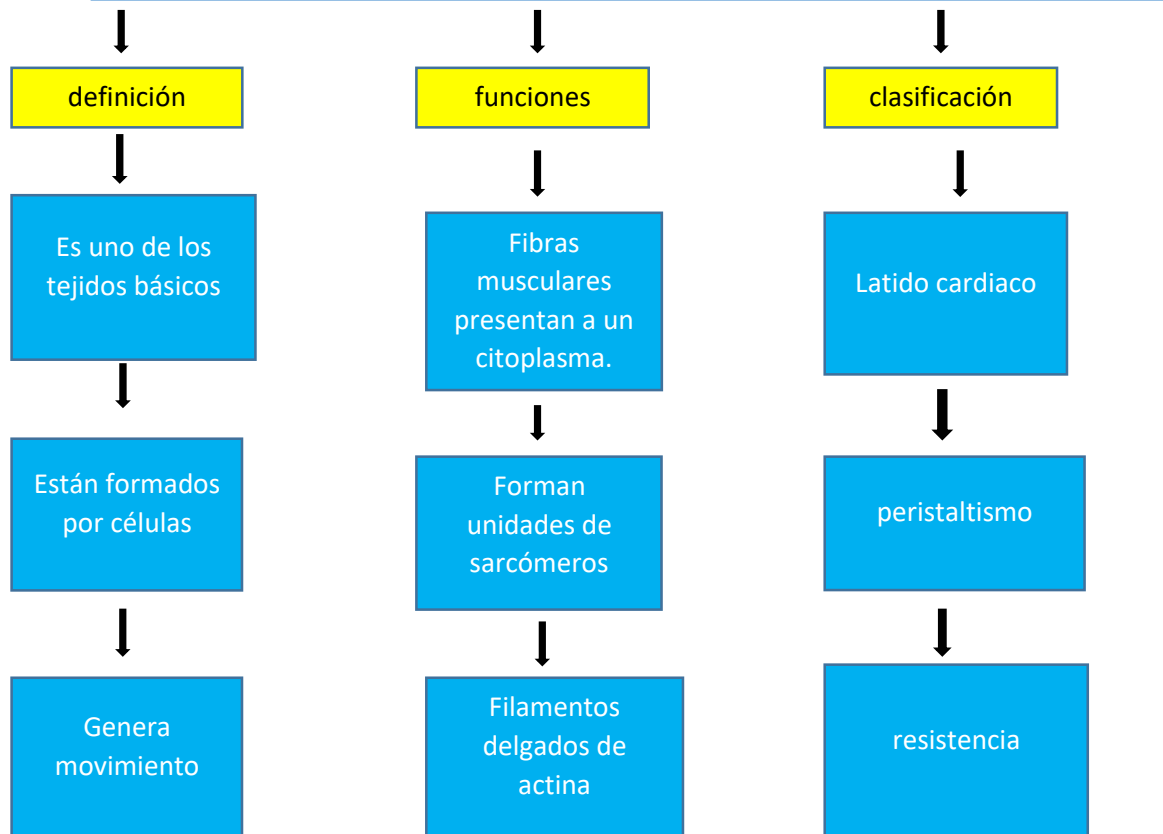 definición
Es uno de los
tejidos básicos
Están formados
por células
Genera
movimiento
funciones
Fibras
musculares
presentan a un
citoplasma.
Forman
unidades de
sarcómeros
Filamentos
delgados de
actina
clasificación
Latido cardiaco
peristaltismo
resistencia